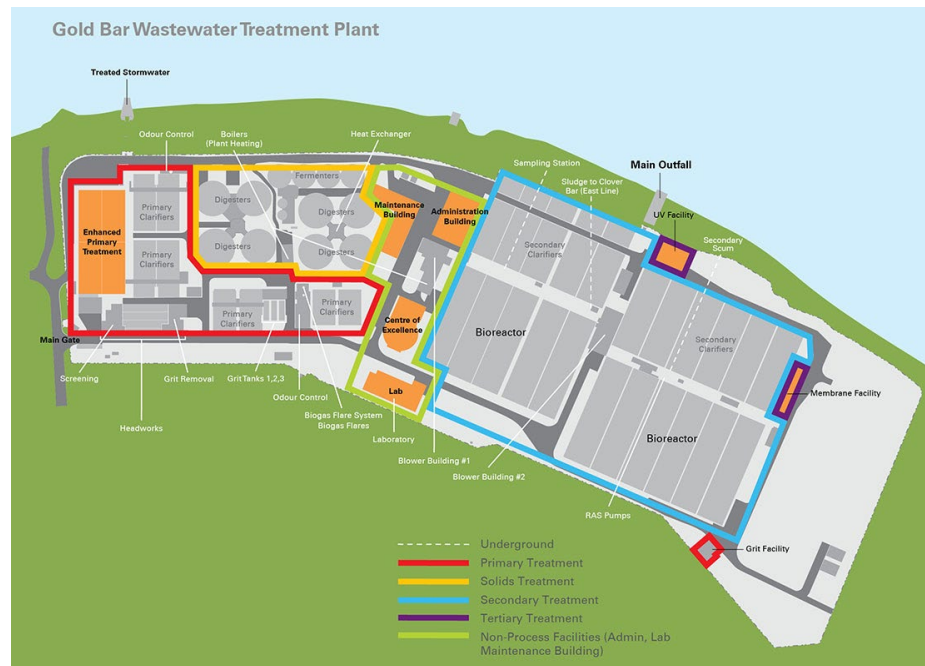 Gold Bar Wastewater Treatment Plant
Treated Stormwater
Odour Control
Boilers
(Plant Heating)
Heat Exchanger
Sampling Station
Sludge to Clover
Bar (East Line)
Main Outfall
UV Facility
Secondary
Scum
Enhanced
Primary
Treatment
Primary
Clarifiers
Primary
Clarifiers
Digesters
Fermenters
Digesters
Digesters
Digesters
Maintenance
Building
Administration
Building
Secondary
Clarifiers
Primary
Clarifiers
Primary
Clarifiers
Centre of
Excellence
Bioreactor
Secondary
Clarifiers
Main Gate
Screening
Grit Removal
Grit Tanks 1,2,3
Odour Control
Headworks
Biogas Flare System
Biogas Flares
Lab
Laboratory
Blower Building #1
Blower Building #2
Membrane Facility
Bioreactor
RAS Pumps
Grit Facility
Underground
Primary Treatment
Solids Treatment
Secondary Treatment
Tertiary Treatment
Non-Process Facilities (Admin, Lab
Maintenance Building)